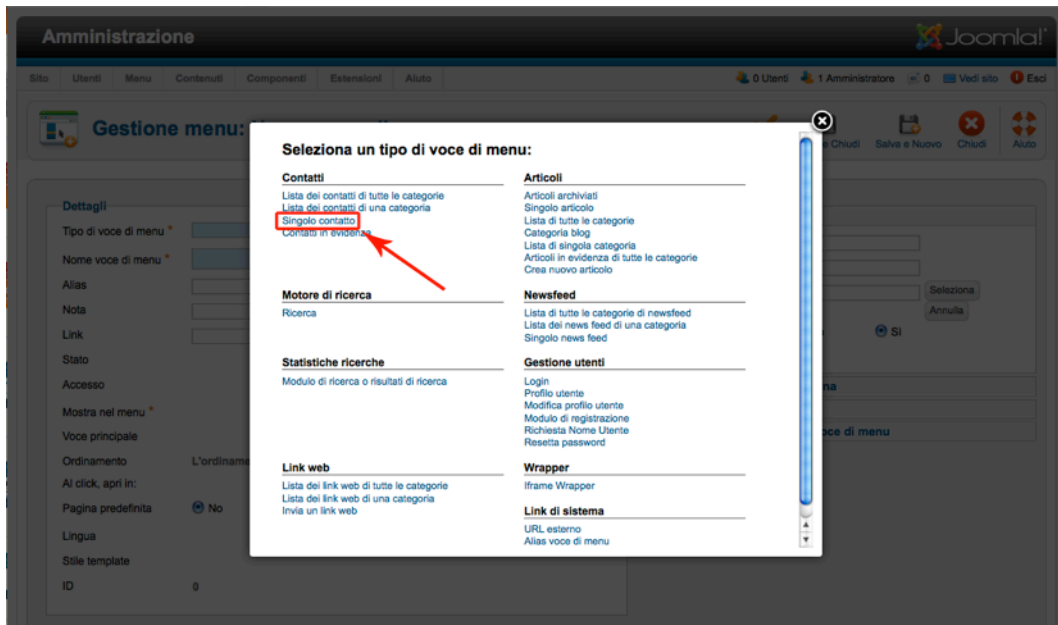 Amministrazione
Joomla!
Sito Utenti Menu Contenuti Componenti Estensioni Aiuto
0 Utenti 1 Amministratore 0 Vedi sito Esci
Gestione menu:
e Chiudi Salva e Nuovo Chiudi Aiuto
Seleziona un tipo di voce di menu:
Contatti
Lista dei contatti di tutte le categorie
Lista dei contatti di una categoria
Singolo contatto
Contatti in evidenza
Articoli
Articoli archiviati
Singolo articolo
Lista di tutte le categorie
Categoria blog
Lista di singola categoria
Articoli in evidenza di tutte le categorie
Crea nuovo articolo
Motore di ricerca
Ricerca
Newsfeed
Lista di tutte le categorie di newsfeed
Lista dei news feed di una categoria
Singolo news feed
Statistiche ricerche
Modulo di ricerca o risultati di ricerca
Gestione utenti
Login
Profilo utente
Modifica profilo utente
Modulo di registrazione
Richiesta Nome Utente
Resetta password
Link web
Lista dei link web di tutte le categorie
Lista dei link web di una categoria
Invia un link web
Wrapper
Iframe Wrapper
Link di sistema
URL esterno
Alias voce di menu
Dettagli
Tipo di voce di menu *
Nome voce di menu *
Alias
Nota
Link
Stato
Accesso
Mostra nel menu *
Voce principale
Ordinamento L'ordiname
Al click, apri in:
Pagina predefinita No
Lingua
Stile template
ID 0
Seleziona
Annulla
Sì
na
oce di menu